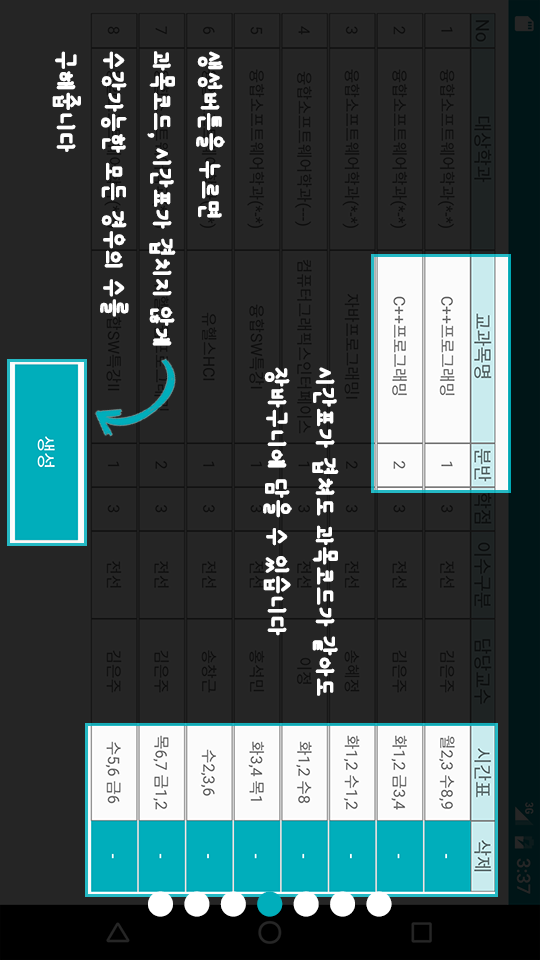 3G 3:37
No 대상학과 교과목명 분반 학점 이수구분 담당교수 시간표 삭제
1 융합소프트웨어학과(*-*) C++프로그래밍 1 3 전선 김은주 월2,3 수8,9 -
2 융합소프트웨어학과(*-*) C++프로그래밍 2 3 전선 김은주 화1,2 금3,4 -
3 융합소프트웨어학과(*-*) 자바프로그래밍I 2 3 전선 송혜정 화1,2 수1,2 -
4 융합소프트웨어학과(---) 컴퓨터그래픽스인터페이스 1 3 전선 이정 화1,2 수8 -
5 융합소프트웨어학과(*-*) 융합SW특강I 1 3 전선 홍석민 화3,4 목1 -
6 유헬스HCI 1 3 전선 송창근 수2,3,6 -
7 2 3 전선 김은주 목6,7 금1,2 -
8 융합SW특강II 1 3 전선 김은주 수5,6 금6 -
시간표가 겹쳐도 과목코드가 같아도
장바구니에 담을 수 있습니다
생성버튼을 누르면
과목코드, 시간표가 겹치지 않게
수강가능한 모든 경우의 수를
구해줍니다
생성